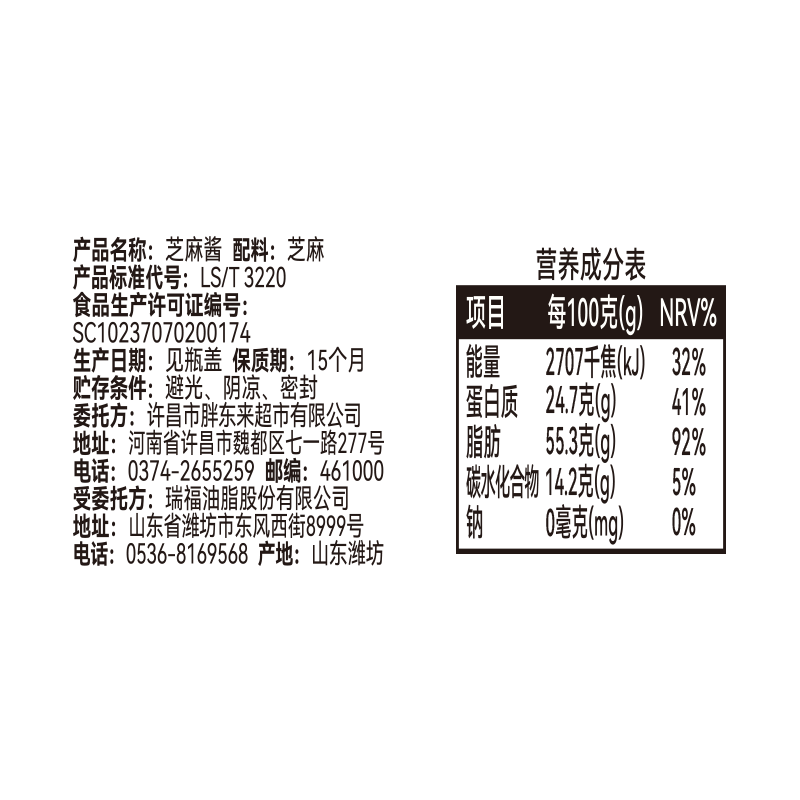 产品名称：芝麻酱 配料：芝麻
产品标准代号：LS/T 3220
食品生产许可证编号：
SC10237070200174
生产日期：见瓶盖 保质期：15个月
贮存条件：避光、阴凉、密封
委托方：许昌市胖东来超市有限公司
地址：河南省许昌市魏都区七一路277号
电话：0374-2655259 邮编：461000
受委托方：瑞福油脂股份有限公司
地址：山东省潍坊市东风西街8999号
电话：0536-8169568 产地：山东潍坊
营养成分表
项目 每100克(g) NRV%
能量 2707千焦(kJ) 32%
蛋白质 24.7克(g) 41%
脂肪 55.3克(g) 92%
碳水化合物 14.2克(g) 5%
钠 0毫克(mg) 0%